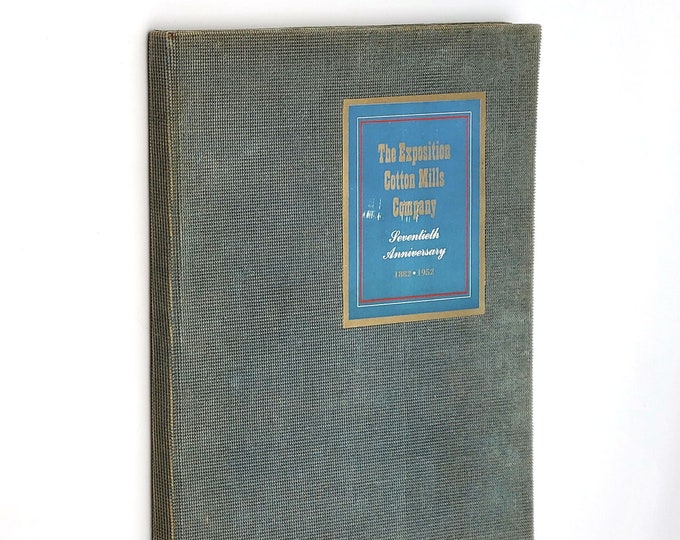 The Exposition
Cotton Mills
Company
Seventieth
Anniversary
1882 • 1952